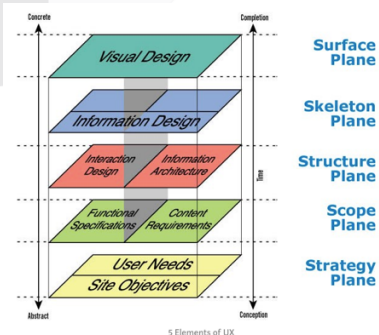 Concrete
Completion
Visual Design
Surface
Plane
Information Design
Skeleton
Plane
Interaction
Design
Information
Architecture
Structure
Plane
Time
Functional
Specifications
Content
Requirements
Scope
Plane
User Needs
Site Objectives
Strategy
Plane
Abstract
Conception
5 Elements of UX